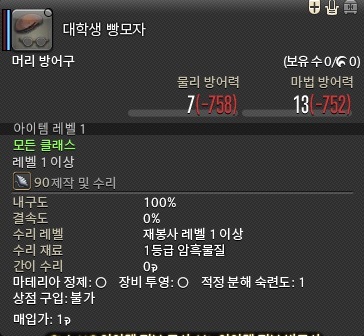 대학생 빵모자
머리 방어구 (보유 수 0/0)
물리 방어력 마법 방어력
7(-758) 13(-752)
아이템 레벨 1
모든 클래스
레벨 1 이상
90제작 및 수리
내구도 100%
결속도 0%
수리 레벨 재봉사 레벨 1 이상
수리 재료 1등급 암흑물질
간이 수리 0
마테리아 정제: ○ 장비 투영: ○ 적정 분해 숙련도: 1
상점 구입: 불가
매입가: 1